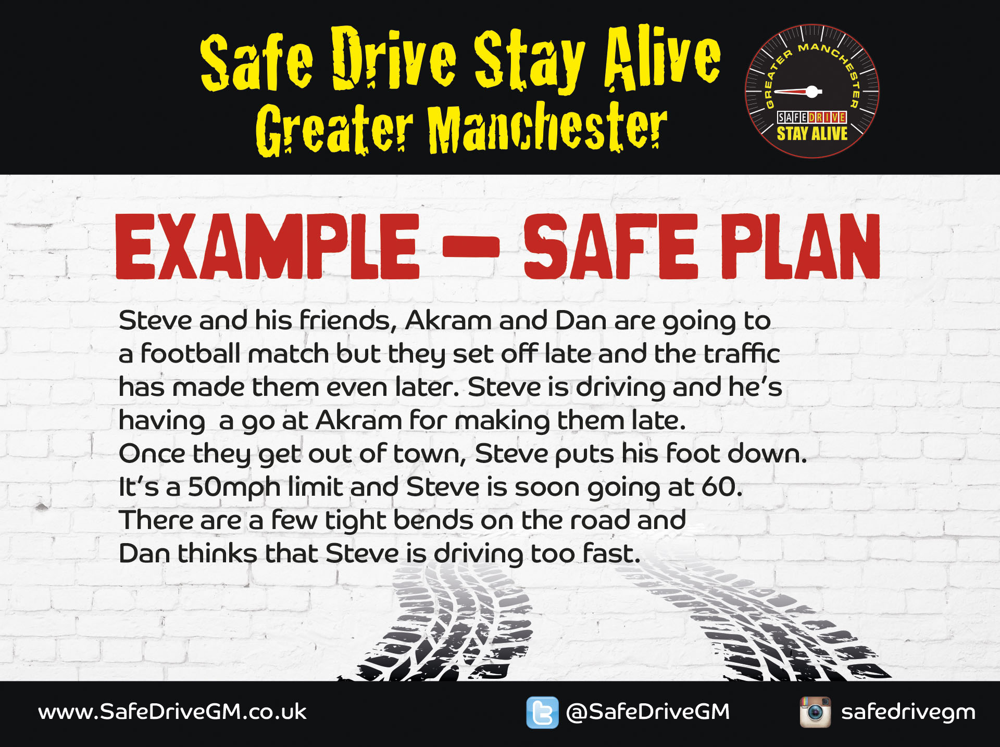 Safe Drive Stay Alive
Greater Manchester
GREATER MANCHESTER
SAFEDRIVE
STAY ALIVE
EXAMPLE – SAFE PLAN
Steve and his friends, Akram and Dan are going to
a football match but they set off late and the traffic
has made them even later. Steve is driving and he’s
having  a go at Akram for making them late.
Once they get out of town, Steve puts his foot down.
It’s a 50mph limit and Steve is soon going at 60.
There are a few tight bends on the road and
Dan thinks that Steve is driving too fast.
www.SafeDriveGM.co.uk
@SafeDriveGM
safedrivegm